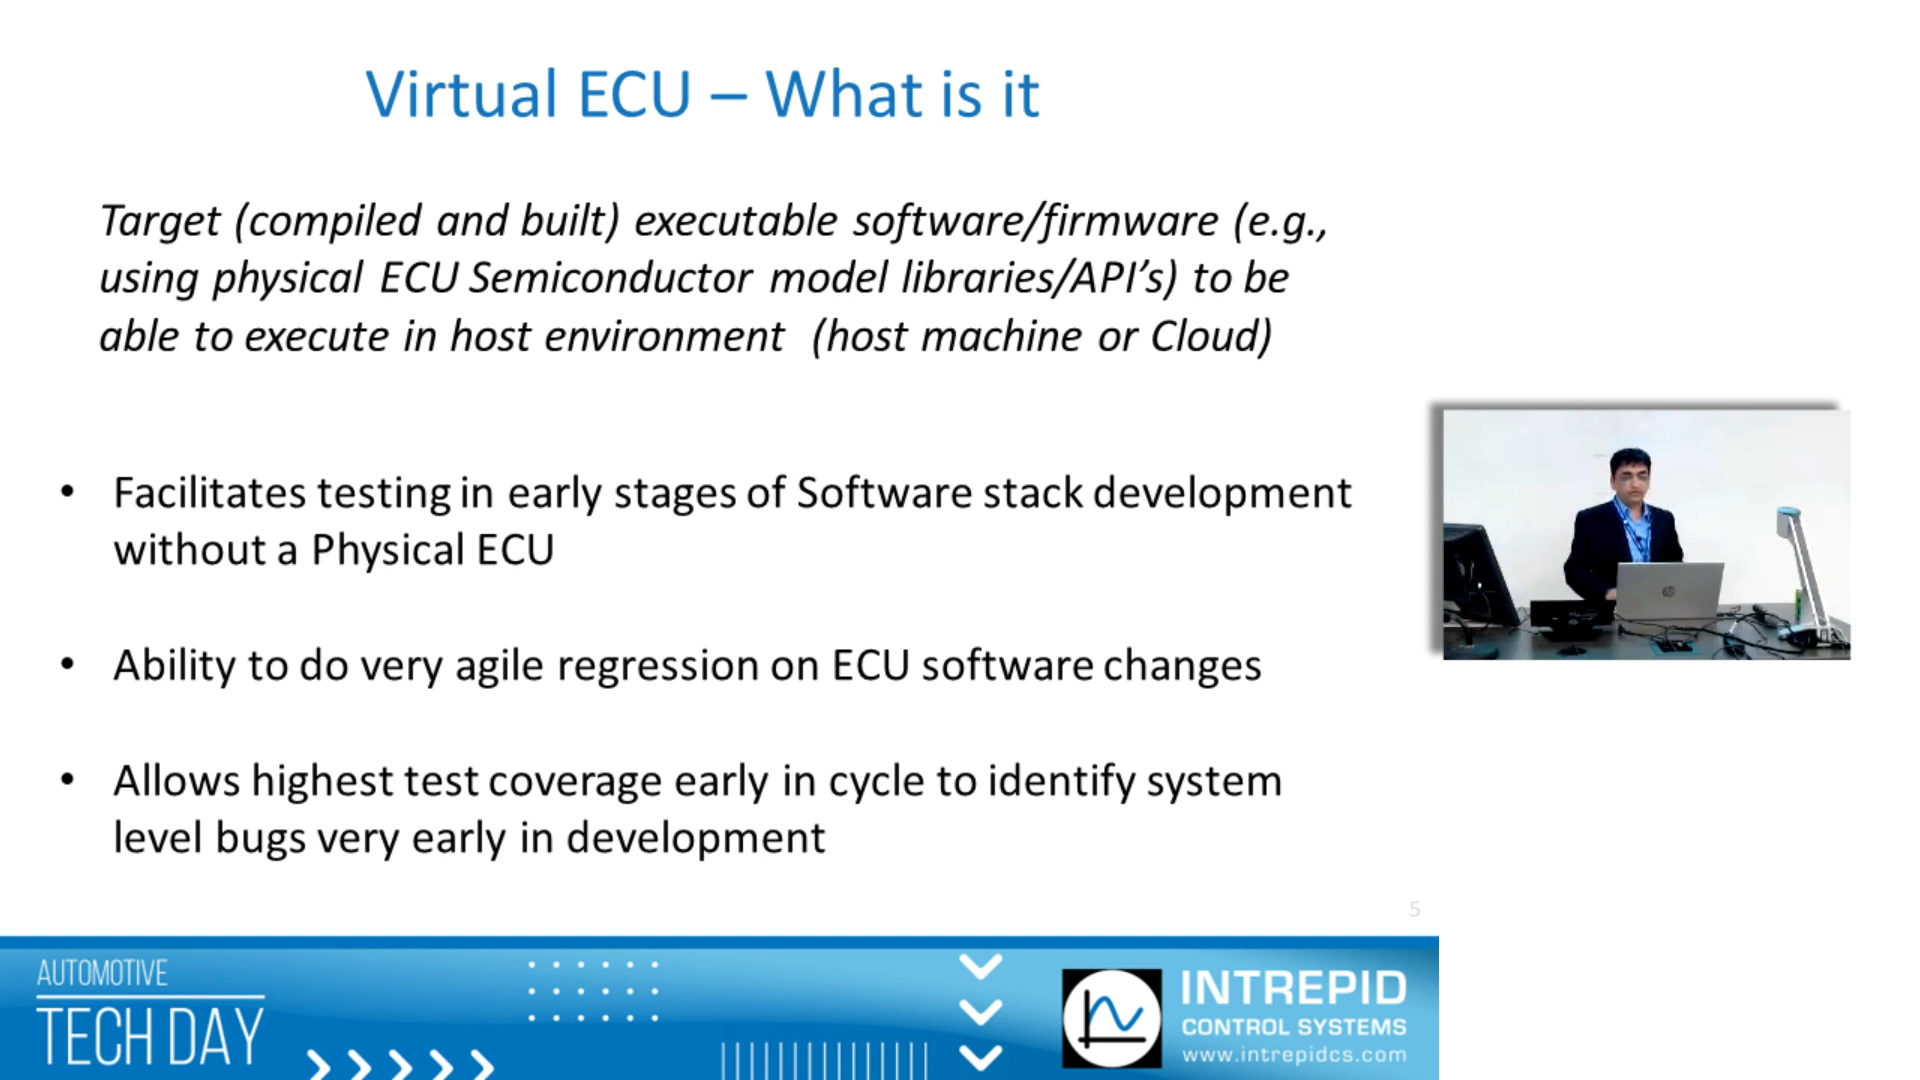 Virtual ECU – What is it
Target (compiled and built) executable software/firmware (e.g.,
using physical ECU Semiconductor model libraries/API’s) to be
able to execute in host environment (host machine or Cloud)
• Facilitates testing in early stages of Software stack development
without a Physical ECU
• Ability to do very agile regression on ECU software changes
• Allows highest test coverage early in cycle to identify system
level bugs very early in development
5
AUTOMOTIVE
TECH DAY
INTREPID
CONTROL SYSTEMS
www.intrepidcs.com
hp